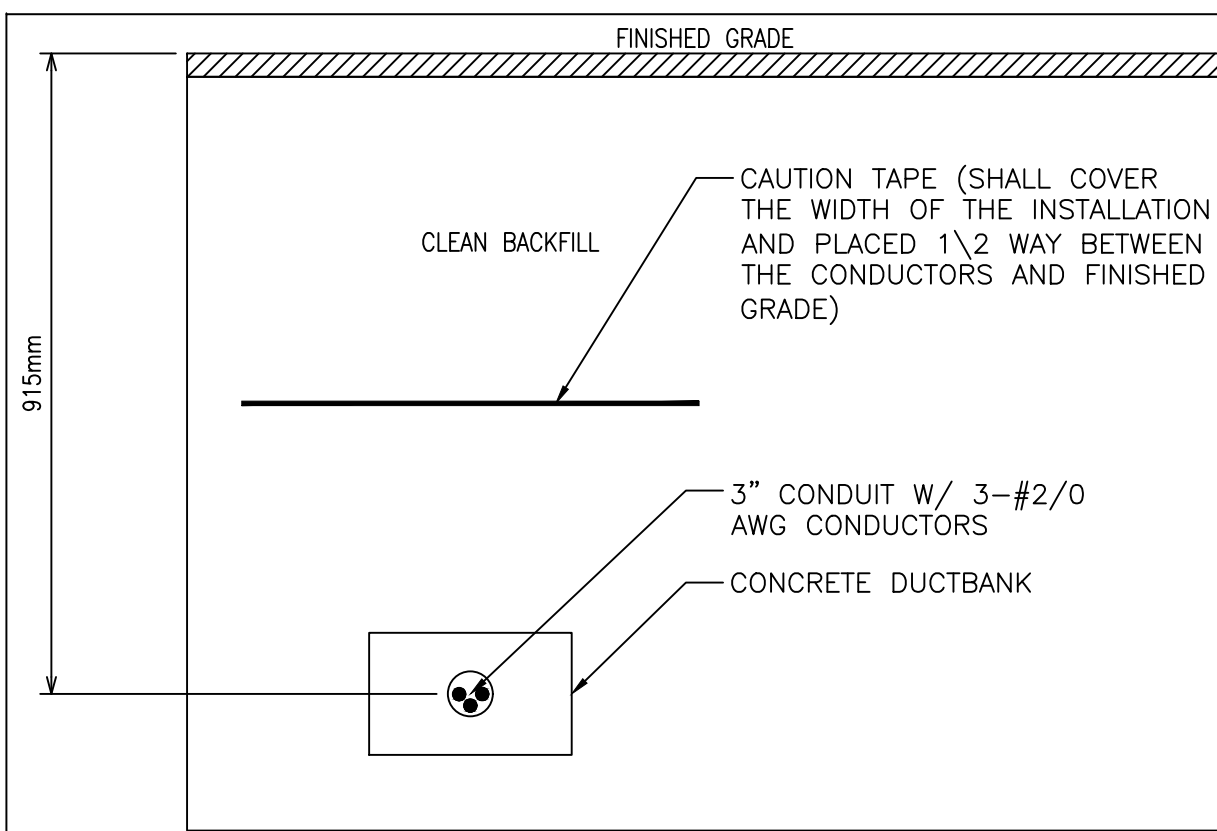 FINISHED GRADE
CAUTION TAPE (SHALL COVER
THE WIDTH OF THE INSTALLATION
AND PLACED 1\2 WAY BETWEEN
THE CONDUCTORS AND FINISHED
GRADE)
CLEAN BACKFILL
915mm
3” CONDUIT W/ 3-#2/0
AWG CONDUCTORS
CONCRETE DUCTBANK